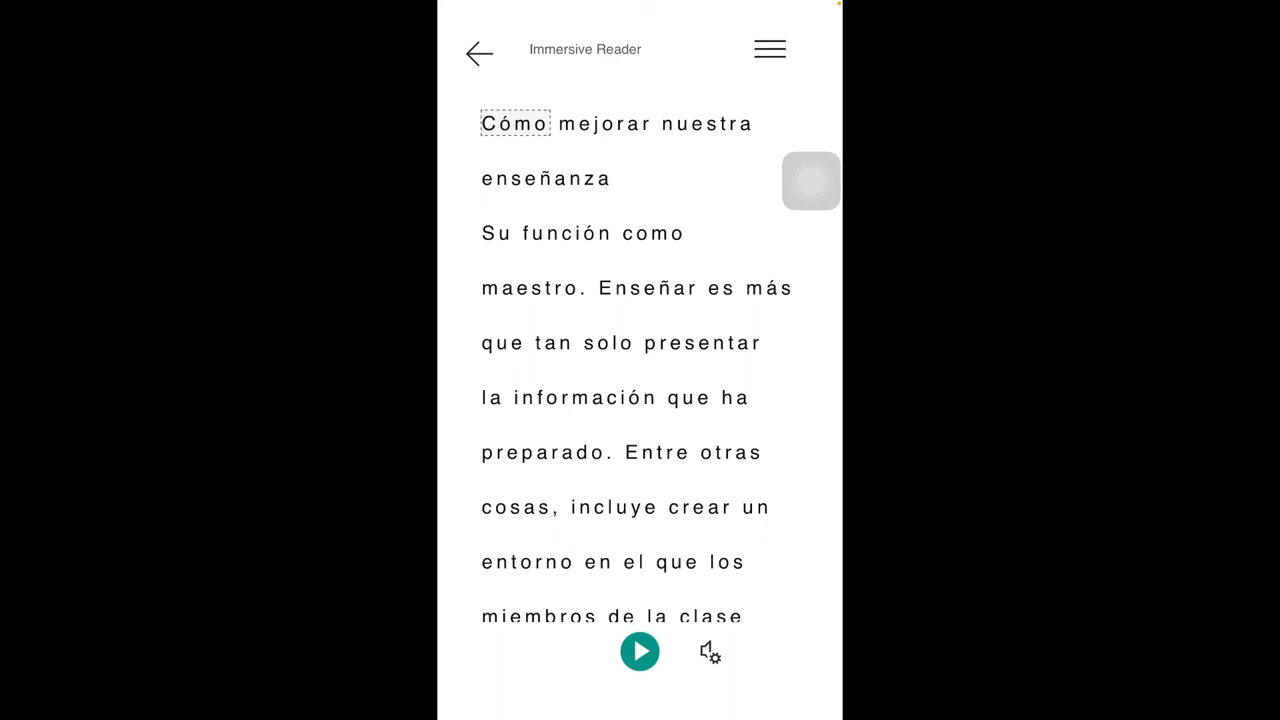 Immersive Reader
Cómo mejorar nuestra
enseñanza
Su función como
maestro. Enseñar es más
que tan solo presentar
la información que ha
preparado. Entre otras
cosas, incluye crear un
entorno en el que los
miembros de la clase